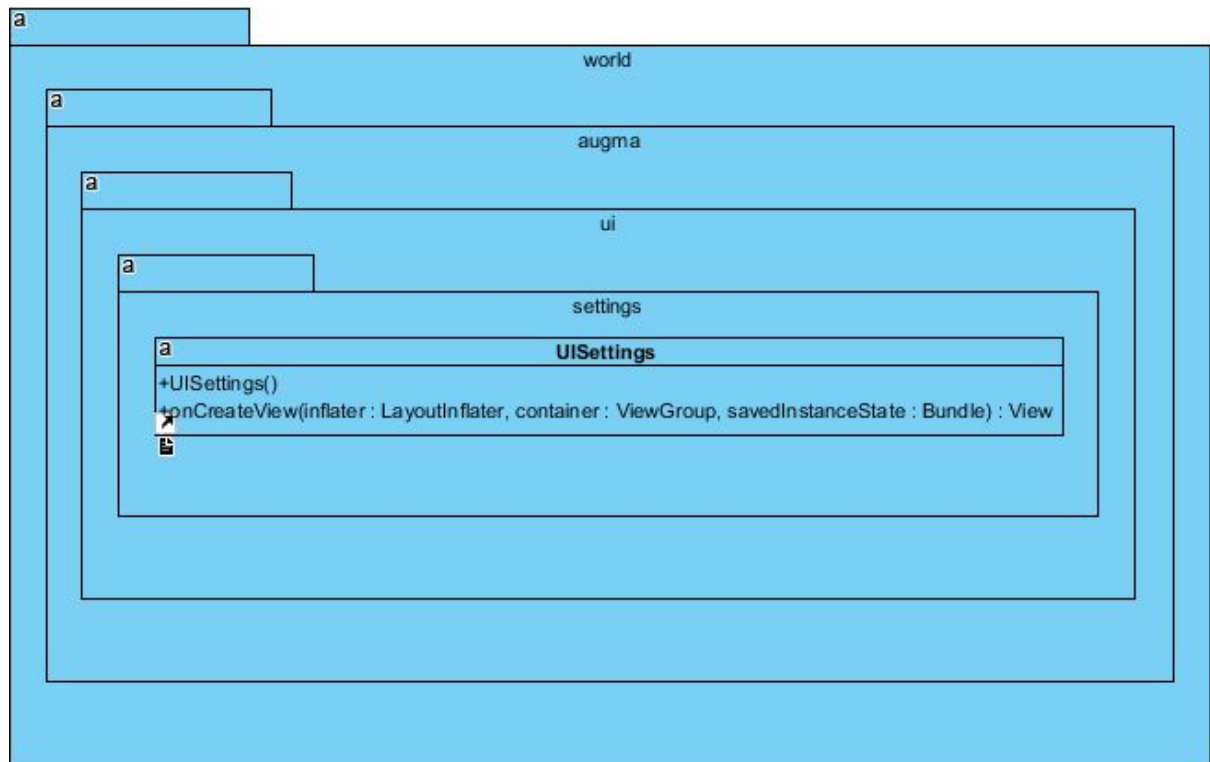 a
world
a
augma
a
ui
a
settings
a
UISettings
+UISettings()
+onCreateView(inflater : LayoutInflater, container : ViewGroup, savedInstanceState : Bundle) : View